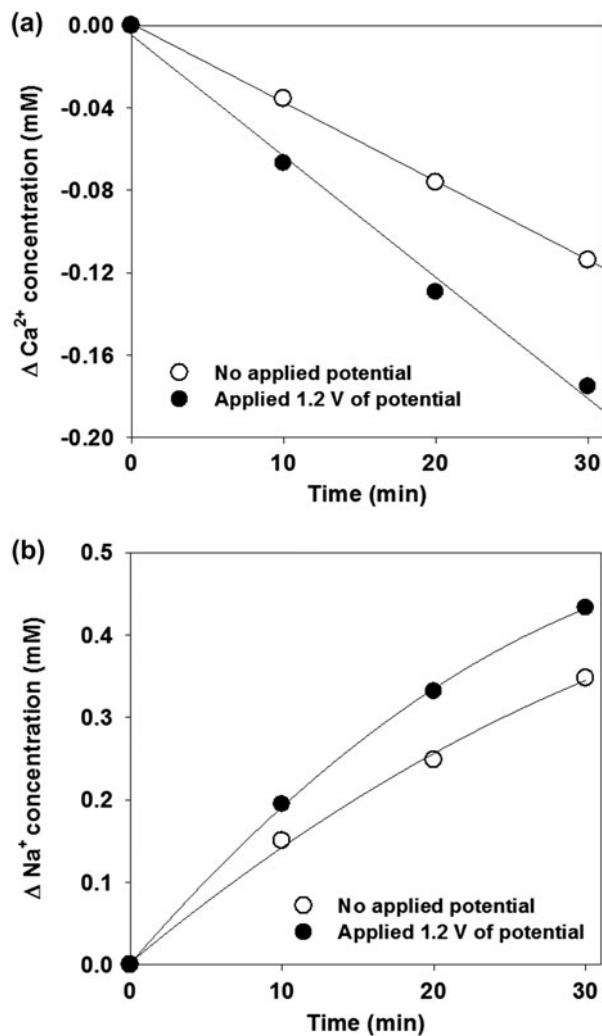 (a)
0.00
-0.04
-0.08
-0.12
-0.16
-0.20
Δ Ca²⁺ concentration (mM)
No applied potential
Applied 1.2 V of potential
0 10 20 30
Time (min)
(b)
0.5
0.4
0.3
0.2
0.1
0.0
Δ Na⁺ concentration (mM)
No applied potential
Applied 1.2 V of potential
0 10 20 30
Time (min)